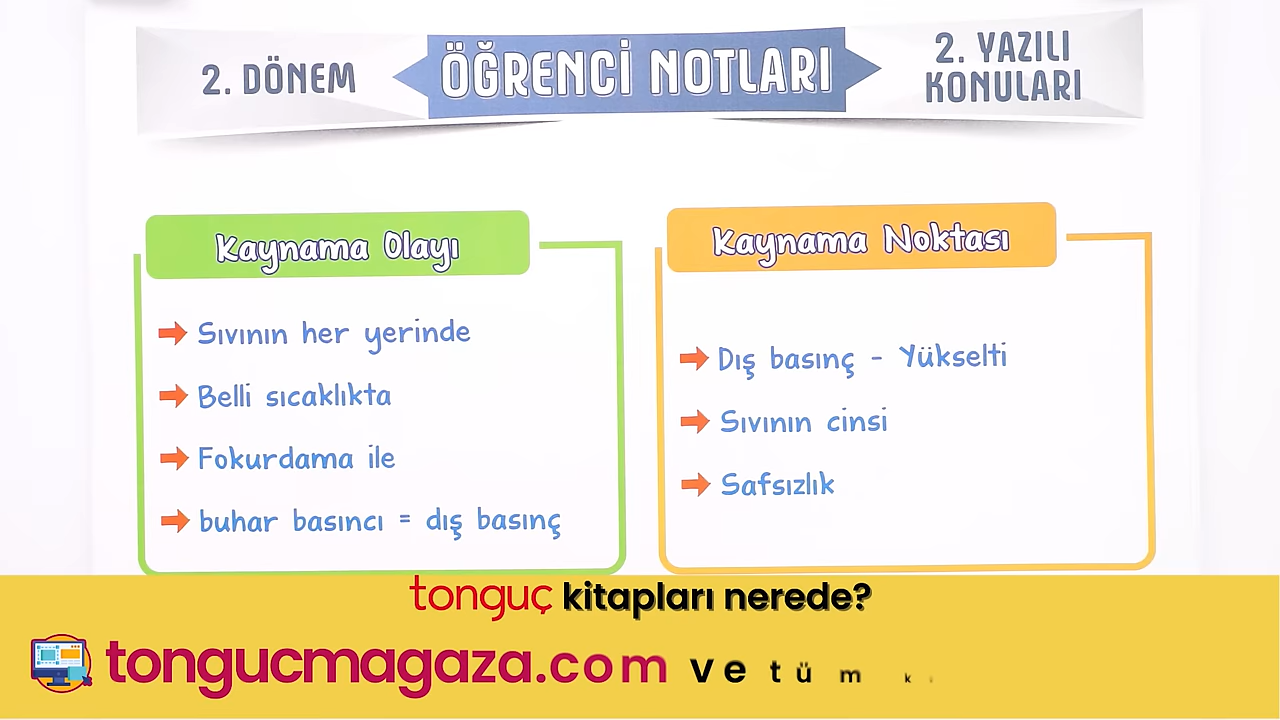 2. DÖNEM
ÖĞRENCİ NOTLARI
2. YAZILI
KONULARI
Kaynama Olayı
Sıvının her yerinde
Belli sıcaklıkta
Fokurdama ile
buhar basıncı = dış basınç
Kaynama Noktası
Dış basınç - Yükselti
Sıvının cinsi
Safsızlık
tonguç kitapları nerede?
tongucmagaza.com ve tüm